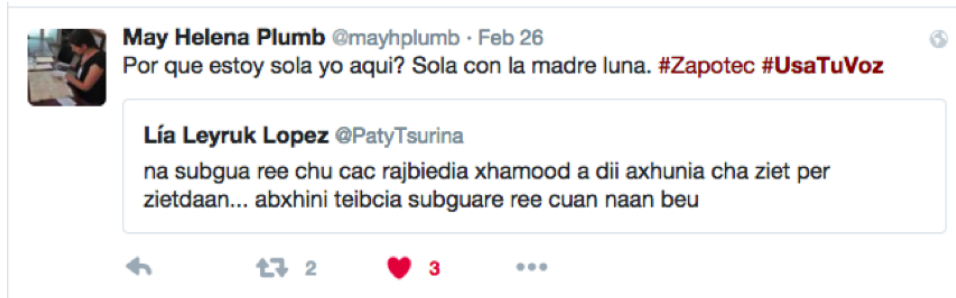 May Helena Plumb @mayhplumb · Feb 26
Por que estoy sola yo aqui? Sola con la madre luna. #Zapotec #UsaTuVoz
Lía Leyruk Lopez @PatyTsurina
na subgua ree chu cac rajbiedia xhamood a dii axhunia cha ziet per
zietdaan... abxhini teibcia subguare ree cuan naan beu
2 3